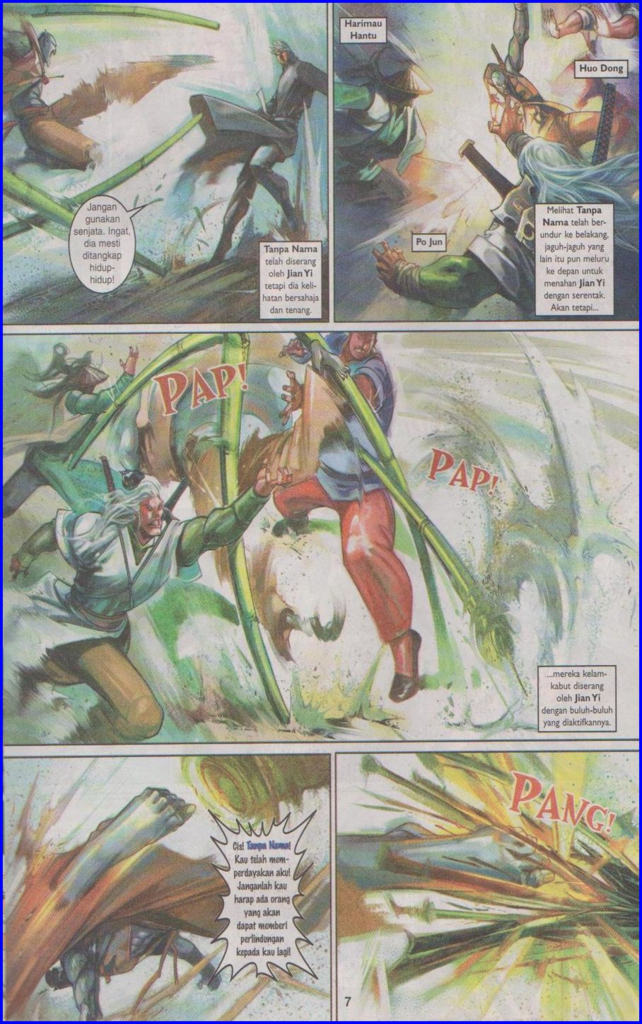 Jangan
gunakan
senjata. Ingat,
dia mesti
ditangkap
hidup-
hidup!
Tanpa Nama
telah diserang
oleh Jian Yi
tetapi dia keli-
hatan bersahaja
dan tenang.
Harimau
Hantu
Huo Dong
Po Jun
Melihat Tanpa
Nama telah ber-
undur ke belakang,
jaguh-jaguh yang
lain itu pun meluru
ke depan untuk
menahan Jian Yi
dengan serentak.
Akan tetapi...
PAP!
PAP!
...mereka kelam-
kabut diserang
oleh Jian Yi
dengan buluh-buluh
yang diaktifkannya.
Cis! Tanpa Nama!
Kau telah mem-
perdayakan aku!
Janganlah kau
harap ada orang
yang akan
dapat memberi
perlindungan
kepada kau lagi!
PANG!
7